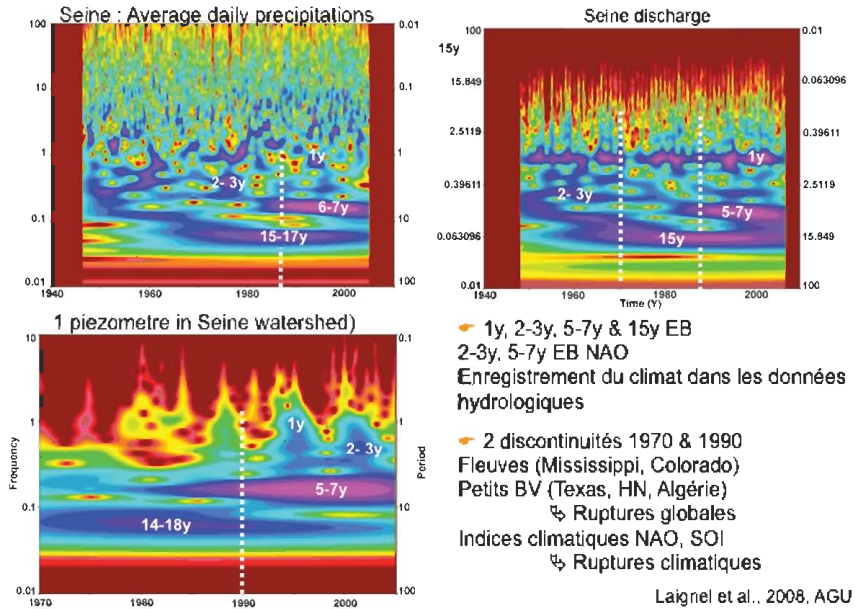 Seine : Average daily precipitations
100
10
1
0.1
0.01
1940
1960
1980
2000
0.01
0.1
1
10
100
1y
2- 3y
6-7y
15-17y
Seine discharge
100
15y
15.849
2.5119
0.39611
0.1
0.063096
0.01
1960
1980
2000
Time (Y)
0.01
0.063096
0.39611
2.5119
15.849
100
1y
2- 3y
5-7y
15y
1 piezometre in Seine watershed)
10
1
0.1
0.01
Frequency
1970
1980
1990
2000
0.1
1
10
100
Period
1y
2- 3y
5-7y
14-18y
1y, 2-3y, 5-7y & 15y EB
2-3y, 5-7y EB NAO
Enregistrement du climat dans les données
hydrologiques
2 discontinuités 1970 & 1990
Fleuves (Mississippi, Colorado)
Petits BV (Texas, HN, Algérie)
Ruptures globales
Indices climatiques NAO, SOI
Ruptures climatiques
Laignel et al., 2008, AGU